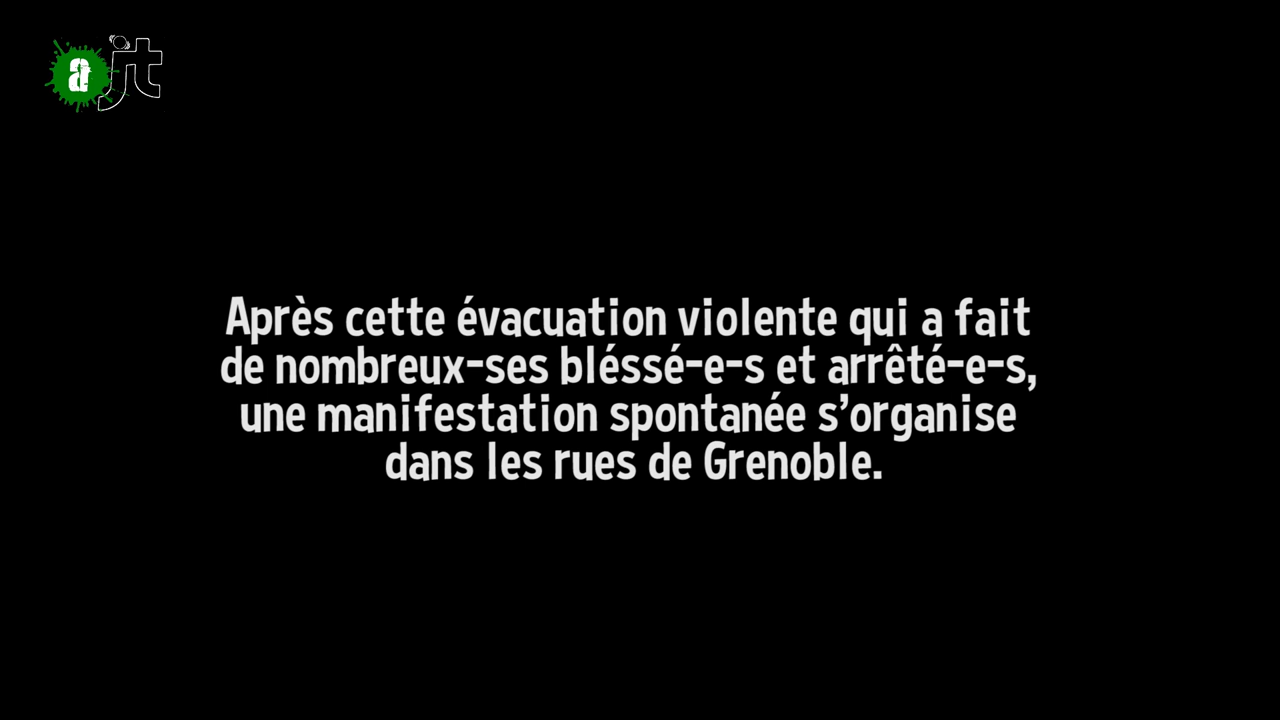 ajt
Après cette évacuation violente qui a fait
de nombreux-ses bléssé-e-s et arrêté-e-s,
une manifestation spontanée s'organise
dans les rues de Grenoble.